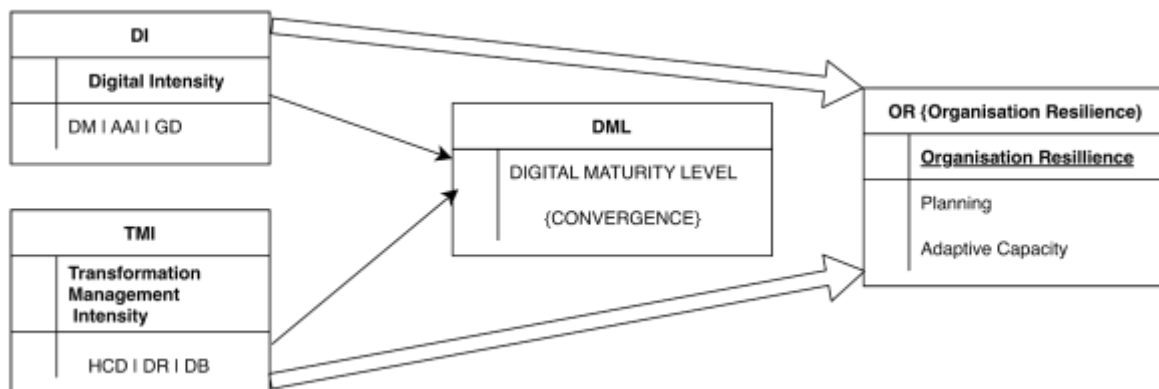 DI
Digital Intensity
DM I AAI I GD
TMI
Transformation
Management
Intensity
HCD I DR I DB
DML
DIGITAL MATURITY LEVEL
{CONVERGENCE}
OR {Organisation Resilience)
Organisation Resillience
Planning
Adaptive Capacity